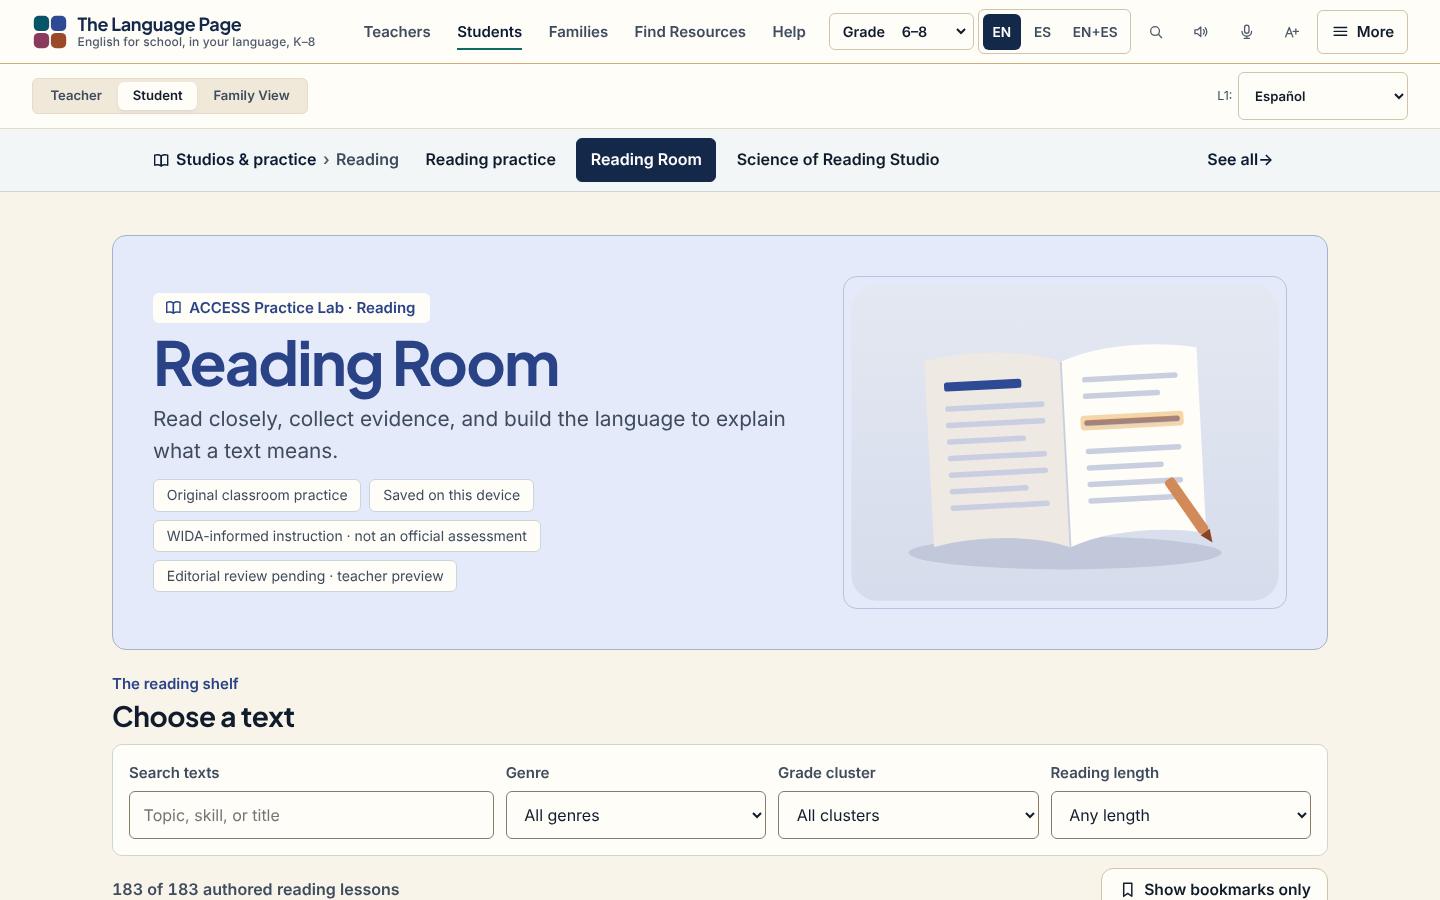 The Language Page
English for school, in your language, K–8
Teachers
Students
Families
Find Resources
Help
Grade 6–8
EN
ES
EN+ES
A+
More
Teacher
Student
Family View
L1:
Español
Studios & practice › Reading
Reading practice
Reading Room
Science of Reading Studio
See all→
ACCESS Practice Lab · Reading
Reading Room
Read closely, collect evidence, and build the language to explain
what a text means.
Original classroom practice
Saved on this device
WIDA-informed instruction · not an official assessment
Editorial review pending · teacher preview
The reading shelf
Choose a text
Search texts
Genre
Grade cluster
Reading length
Topic, skill, or title
All genres
All clusters
Any length
183 of 183 authored reading lessons
Show bookmarks only